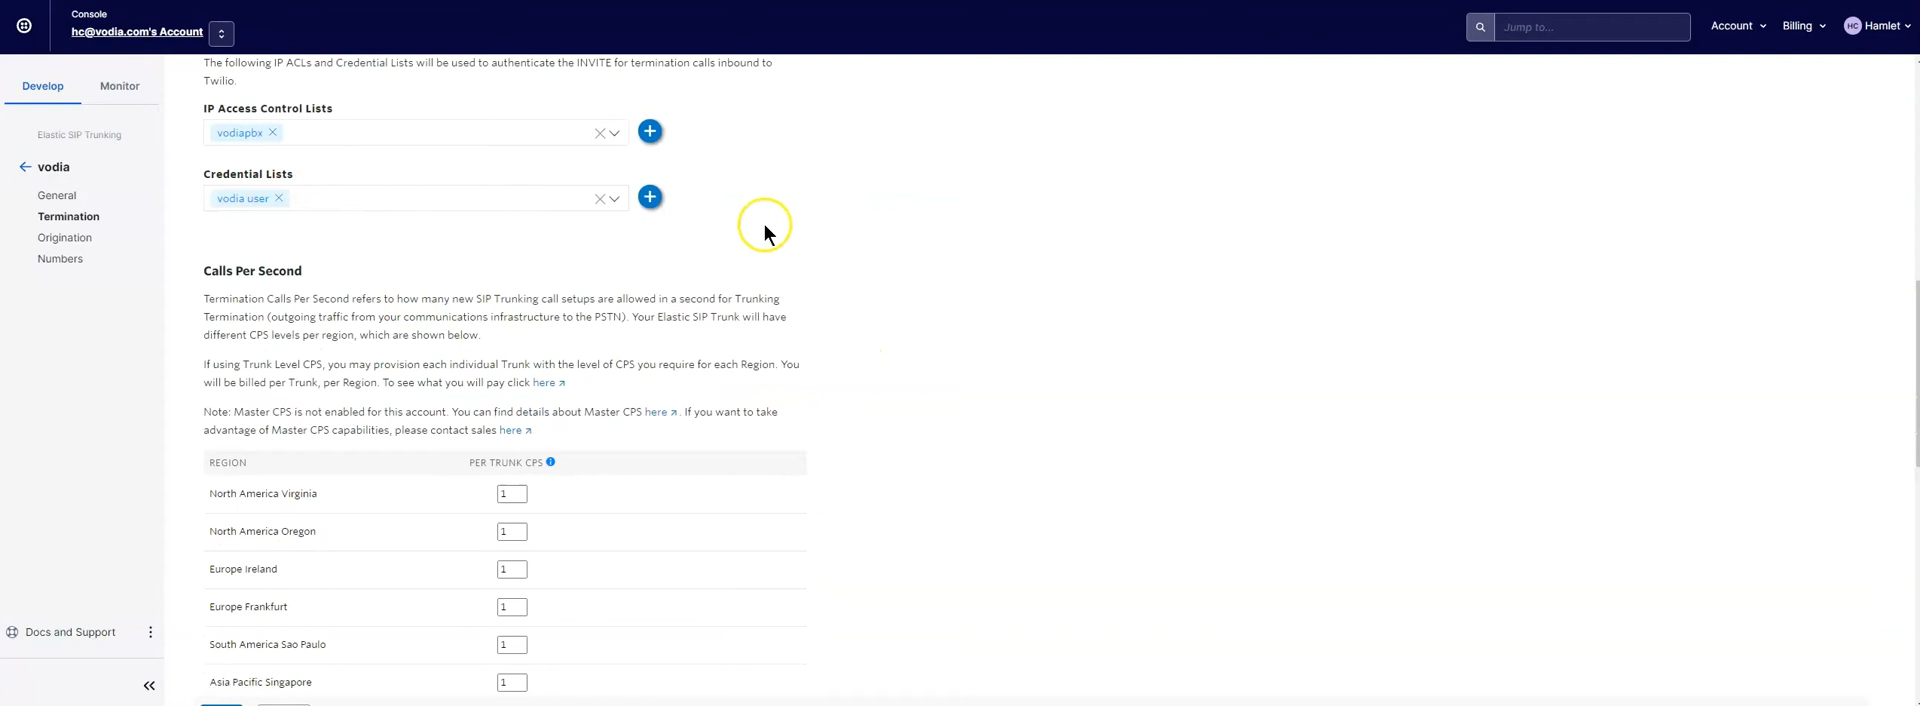 Console
hc@vodia.com's Account
Jump to...
Account
Billing
HC Hamlet
Develop
Monitor
Elastic SIP Trunking
vodia
General
Termination
Origination
Numbers
Docs and Support
The following IP ACLs and Credential Lists will be used to authenticate the INVITE for termination calls inbound to
Twilio.
IP Access Control Lists
vodiapbx
Credential Lists
vodia user
Calls Per Second
Termination Calls Per Second refers to how many new SIP Trunking call setups are allowed in a second for Trunking
Termination (outgoing traffic from your communications infrastructure to the PSTN). Your Elastic SIP Trunk will have
different CPS levels per region, which are shown below.
If using Trunk Level CPS, you may provision each individual Trunk with the level of CPS you require for each Region. You
will be billed per Trunk, per Region. To see what you will pay click here
Note: Master CPS is not enabled for this account. You can find details about Master CPS here. If you want to take
advantage of Master CPS capabilities, please contact sales here
REGION PER TRUNK CPS
North America Virginia 1
North America Oregon 1
Europe Ireland 1
Europe Frankfurt 1
South America Sao Paulo 1
Asia Pacific Singapore 1